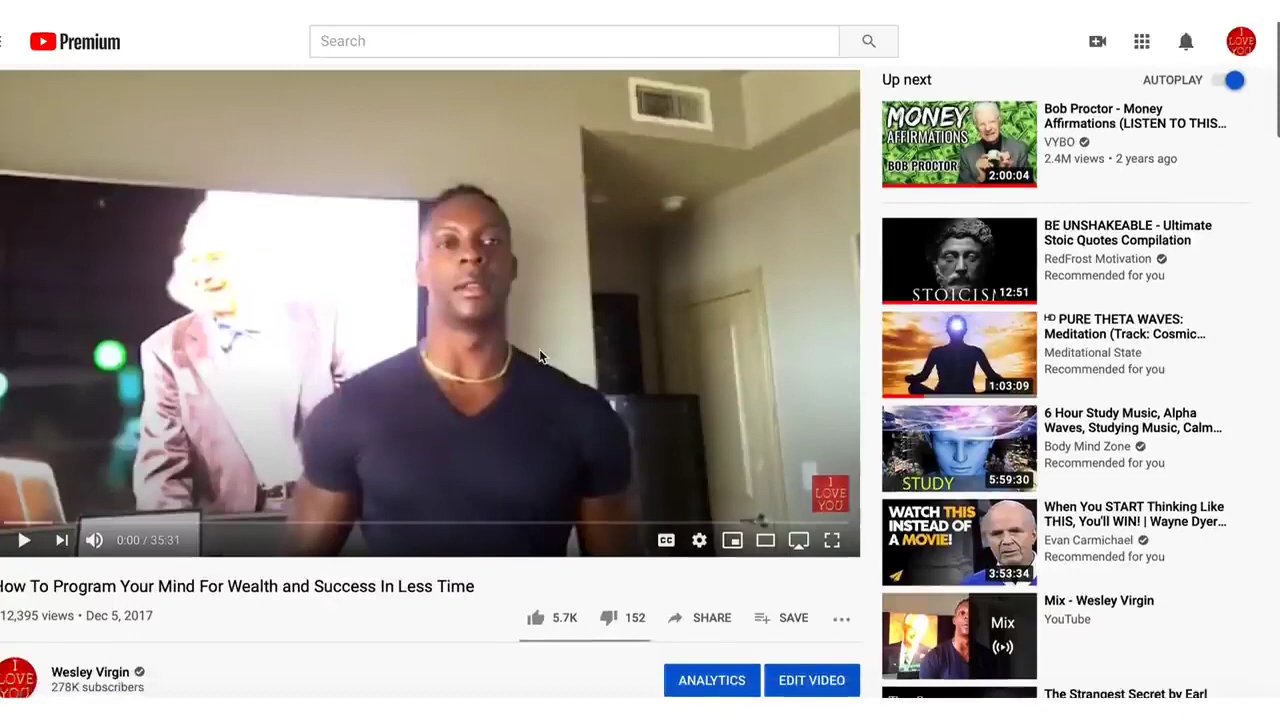 Premium
Search
I
LOVE
YOU
Up next
AUTOPLAY
MONEY
AFFIRMATIONS
BOB PROCTOR
2:00:04
Bob Proctor - Money
Affirmations (LISTEN TO THIS...
VYBO
2.4M views • 2 years ago
STOICISM
12:51
BE UNSHAKEABLE - Ultimate
Stoic Quotes Compilation
RedFrost Motivation
Recommended for you
1:03:09
HD PURE THETA WAVES:
Meditation (Track: Cosmic...
Meditational State
Recommended for you
STUDY
5:59:30
6 Hour Study Music, Alpha
Waves, Studying Music, Calm...
Body Mind Zone
Recommended for you
WATCH THIS
INSTEAD OF
A MOVIE!
3:53:34
When You START Thinking Like
THIS, You'll WIN! | Wayne Dyer...
Evan Carmichael
Recommended for you
Mix
Mix - Wesley Virgin
YouTube
The Strangest Secret by Earl
I
LOVE
YOU
0:00 / 35:31
CC
How To Program Your Mind For Wealth and Success In Less Time
12,395 views • Dec 5, 2017
5.7K
152
SHARE
SAVE
I
LOVE
YOU
Wesley Virgin
278K subscribers
ANALYTICS
EDIT VIDEO